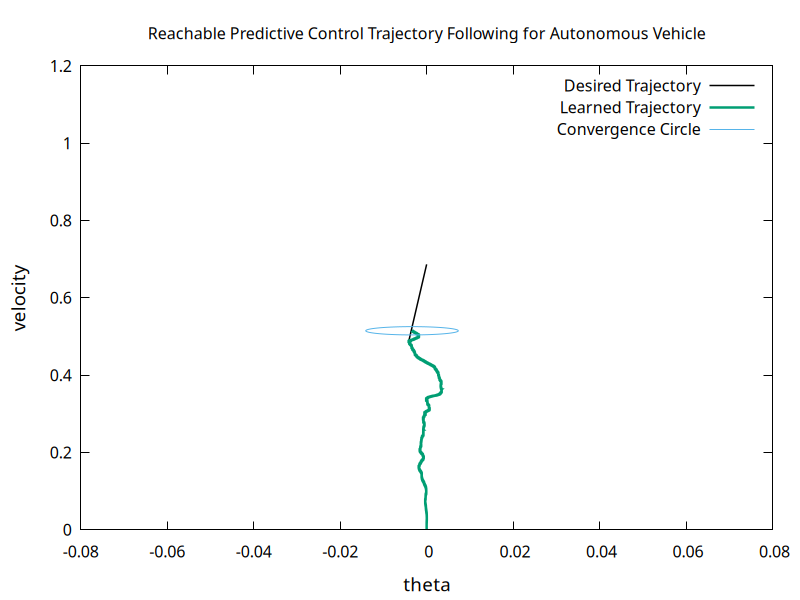 Reachable Predictive Control Trajectory Following for Autonomous Vehicle
Desired Trajectory
Learned Trajectory
Convergence Circle
1.2
1
0.8
0.6
0.4
0.2
0
velocity
-0.08 -0.06 -0.04 -0.02 0 0.02 0.04 0.06 0.08
theta